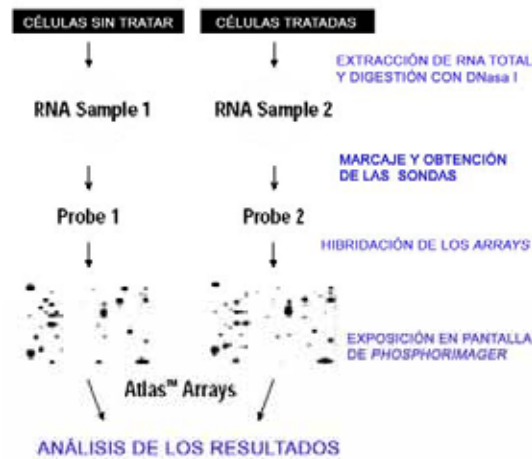 CÉLULAS SIN TRATAR
CÉLULAS TRATADAS
EXTRACCIÓN DE RNA TOTAL
Y DIGESTIÓN CON DNasa I
RNA Sample 1
RNA Sample 2
MARCAJE Y OBTENCIÓN
DE LAS SONDAS
Probe 1
Probe 2
HIBRIDACIÓN DE LOS ARRAYS
EXPOSICIÓN EN PANTALLA
DE PHOSPHORIMAGER
Atlas™ Arrays
ANÁLISIS DE LOS RESULTADOS